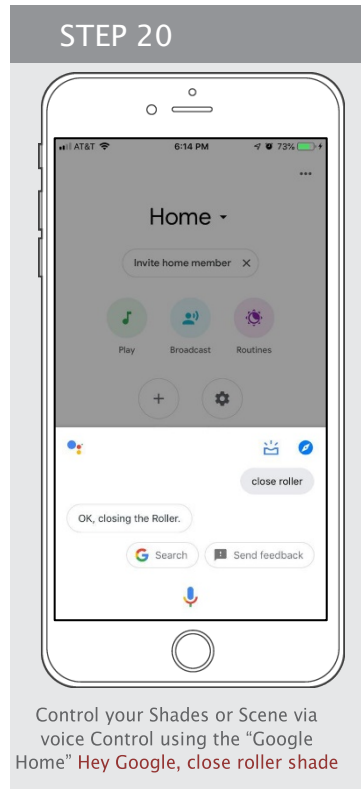 STEP 20
AT&T 6:14 PM 73%
Home
Invite home member
Play Broadcast Routines
close roller
OK, closing the Roller.
Search Send feedback
Control your Shades or Scene via
voice Control using the “Google
Home” Hey Google, close roller shade